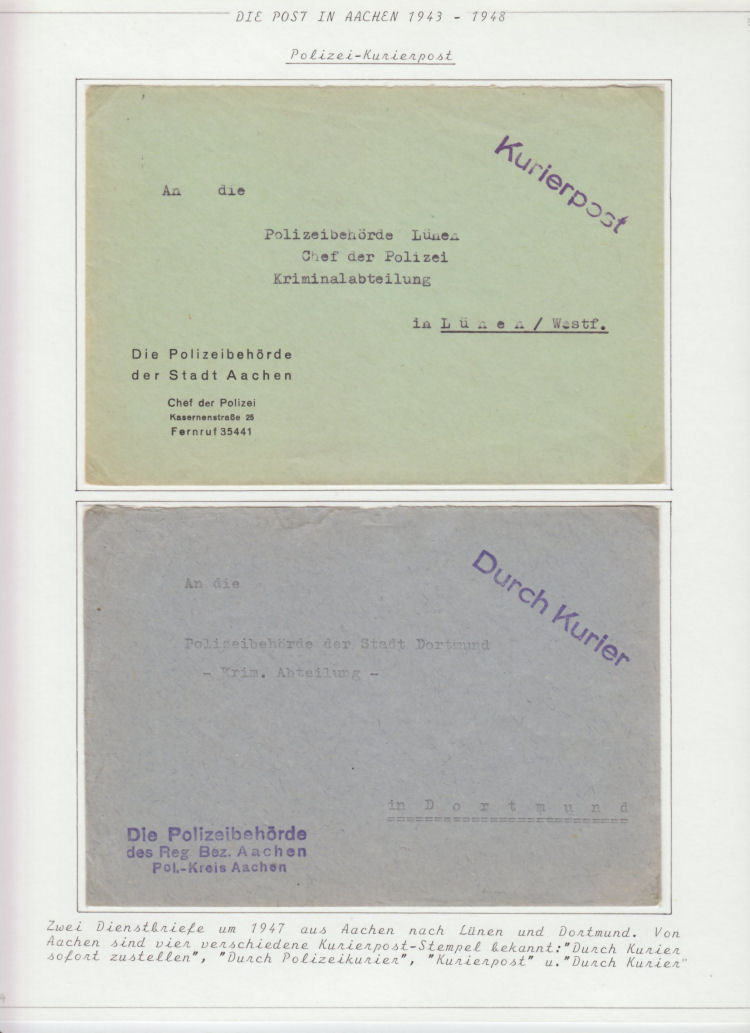 DIE POST IN AACHEN 1943 - 1948
Polizei-Kurierpost
Kurierpost
An die
Polizeibehörde Lünen
Chef der Polizei
Kriminalabteilung
in Lünen/Westf.
Die Polizeibehörde
der Stadt Aachen
Chef der Polizei
Kasernenstraße 25
Fernruf 35441
Durch Kurier
An die
Polizeibehörde der Stadt Dortmund
- Krim. Abteilung -
in Dortmund
Die Polizeibehörde
des Reg Bez. Aachen
Pol.-Kreis Aachen
Zwei Dienstbriefe um 1947 aus Aachen nach Lünen und Dortmund. Von
Aachen sind vier verschiedene Kurierpost-Stempel bekannt:"Durch Kurier
sofort zustellen", "Durch Polizeikurier", "Kurierpost" u."Durch Kurier"